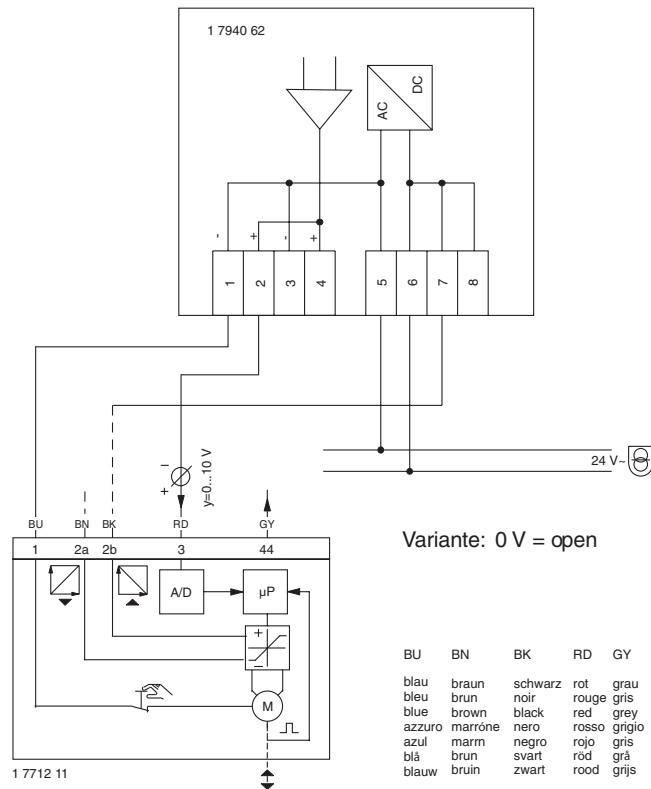 1 7940 62
AC
DC
- + - +
1 2 3 4 5 6 7 8
24 V~
– +
y=0...10 V
BU BN BK RD GY
1 2a 2b 3 44
A/D µP
+
–
M
1 7712 11
Variante: 0 V = open
BU BN BK RD GY
blau braun schwarz rot grau
bleu brun noir rouge gris
blue brown black red grey
azzuro marróne nero rosso grigio
azul marrn negro rojo gris
blå brun svart röd grå
blauw bruin zwart rood grijs